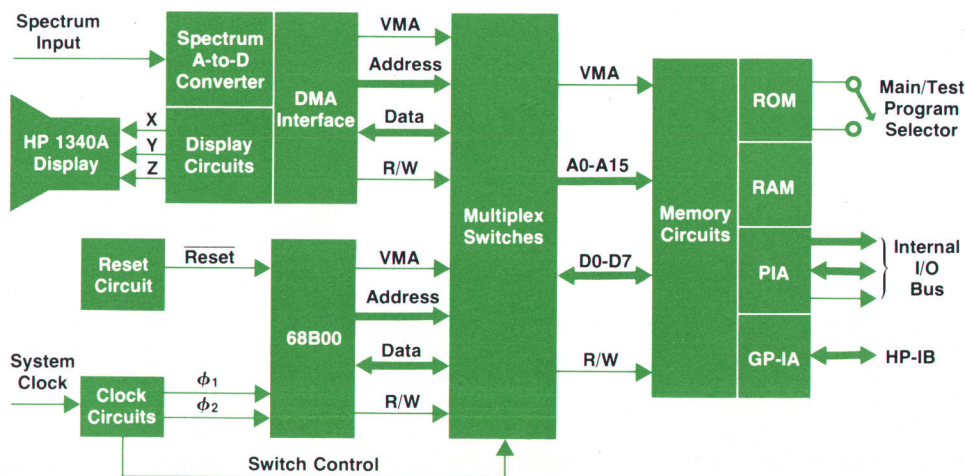 Spectrum
Input
Spectrum
A-to-D
Converter
DMA
Interface
VMA
Address
Data
R/W
HP 1340A
Display
X
Y
Z
Display
Circuits
Multiplex
Switches
VMA
A0-A15
D0-D7
R/W
Memory
Circuits
ROM
RAM
PIA
GP-IA
Main/Test
Program
Selector
Internal
I/O
Bus
HP-IB
Reset
Circuit
Reset
68B00
VMA
Address
Data
R/W
System
Clock
Clock
Circuits
ϕ1
ϕ2
Switch Control